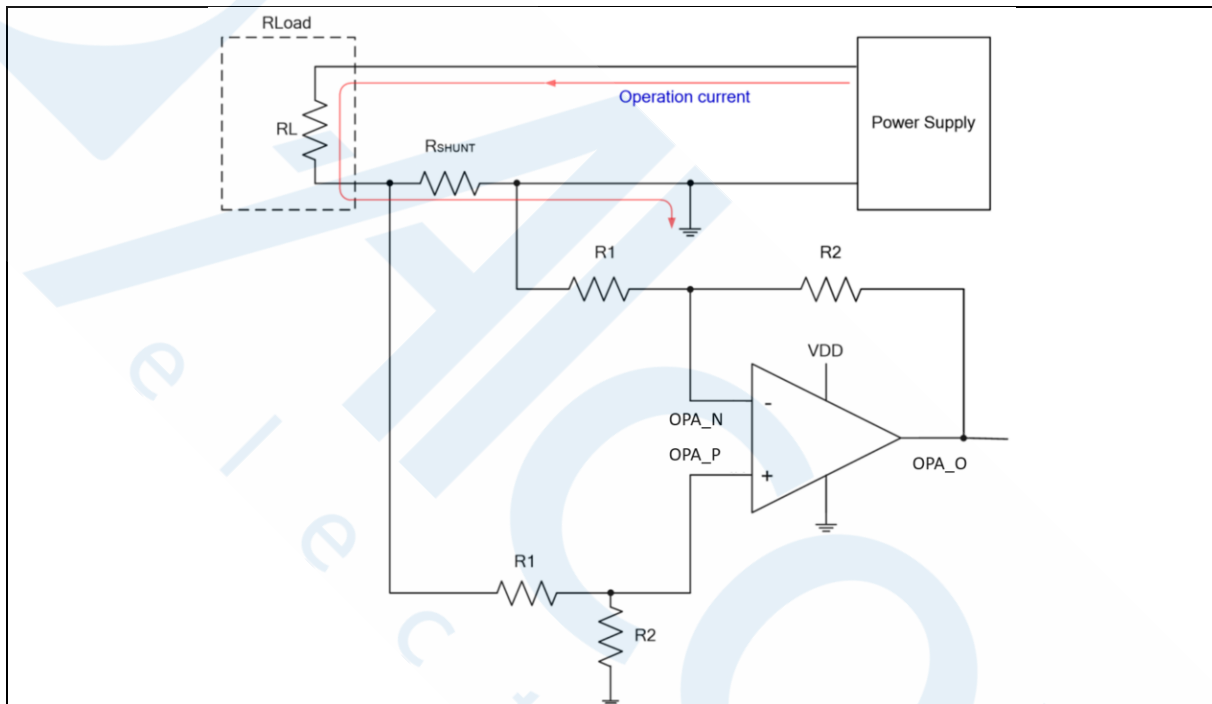 RLoad
Operation current
Power Supply
RL
RSHUNT
R1
R2
VDD
-
OPA_N
OPA_P
+
OPA_O
R1
R2
e
l
e
c
t